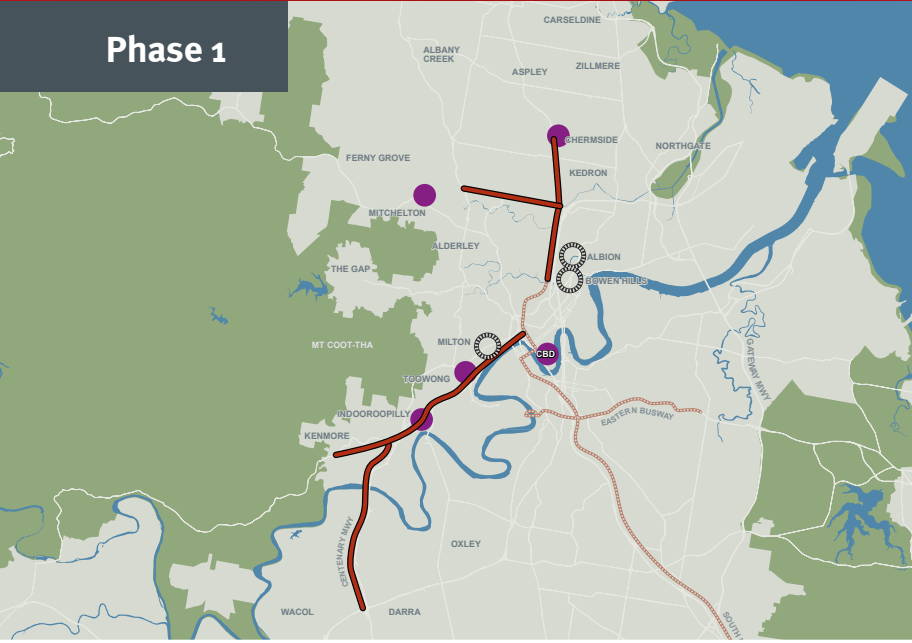 Phase 1
CARSELDINE
ALBANY
CREEK
ZILLMERE
ASPLEY
CHERMSIDE
NORTHGATE
FERNY GROVE
KEDRON
MITCHELTON
ALDERLEY
ALBION
THE GAP
BOWEN HILLS
MT COOT-THA
MILTON
CBD
GATEWAY MWY
TOOWONG
INDOOROOPILLY
EASTERN BUSWAY
KENMORE
CENTENARY MWY
OXLEY
WACOL
DARRA
SOUTH